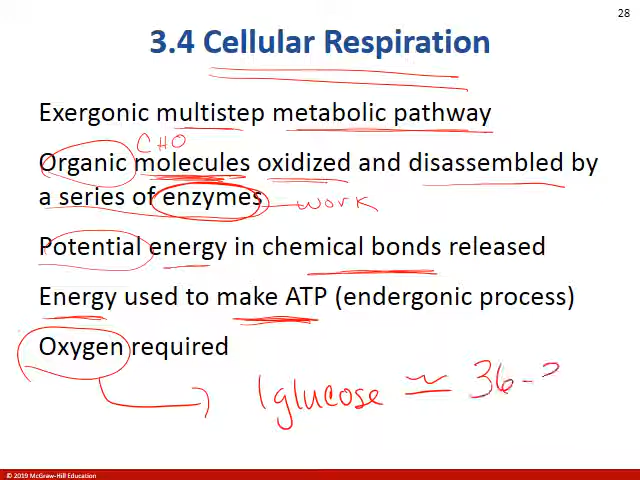 28
3.4 Cellular Respiration
Exergonic multistep metabolic pathway
CHO
Organic molecules oxidized and disassembled by
a series of enzymes WORK
Potential energy in chemical bonds released
Energy used to make ATP (endergonic process)
Oxygen required
1 glucose ≃ 36-
© 2019 McGraw-Hill Education